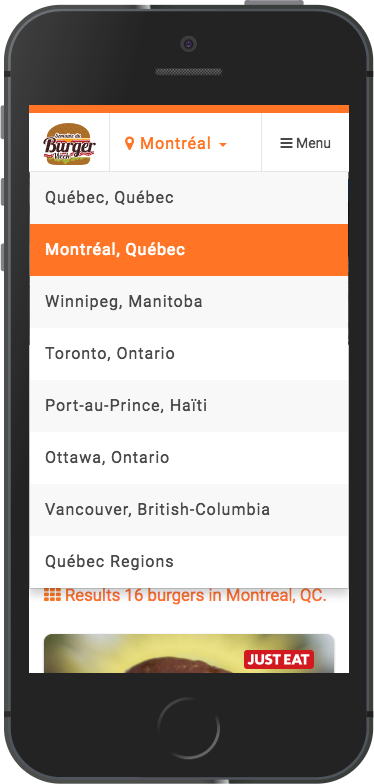 Semaine du
Burger
Week
Montréal
Menu
Québec, Québec
Montréal, Québec
Winnipeg, Manitoba
Toronto, Ontario
Port-au-Prince, Haïti
Ottawa, Ontario
Vancouver, British-Columbia
Québec Regions
Results 16 burgers in Montreal, QC.
JUST EAT